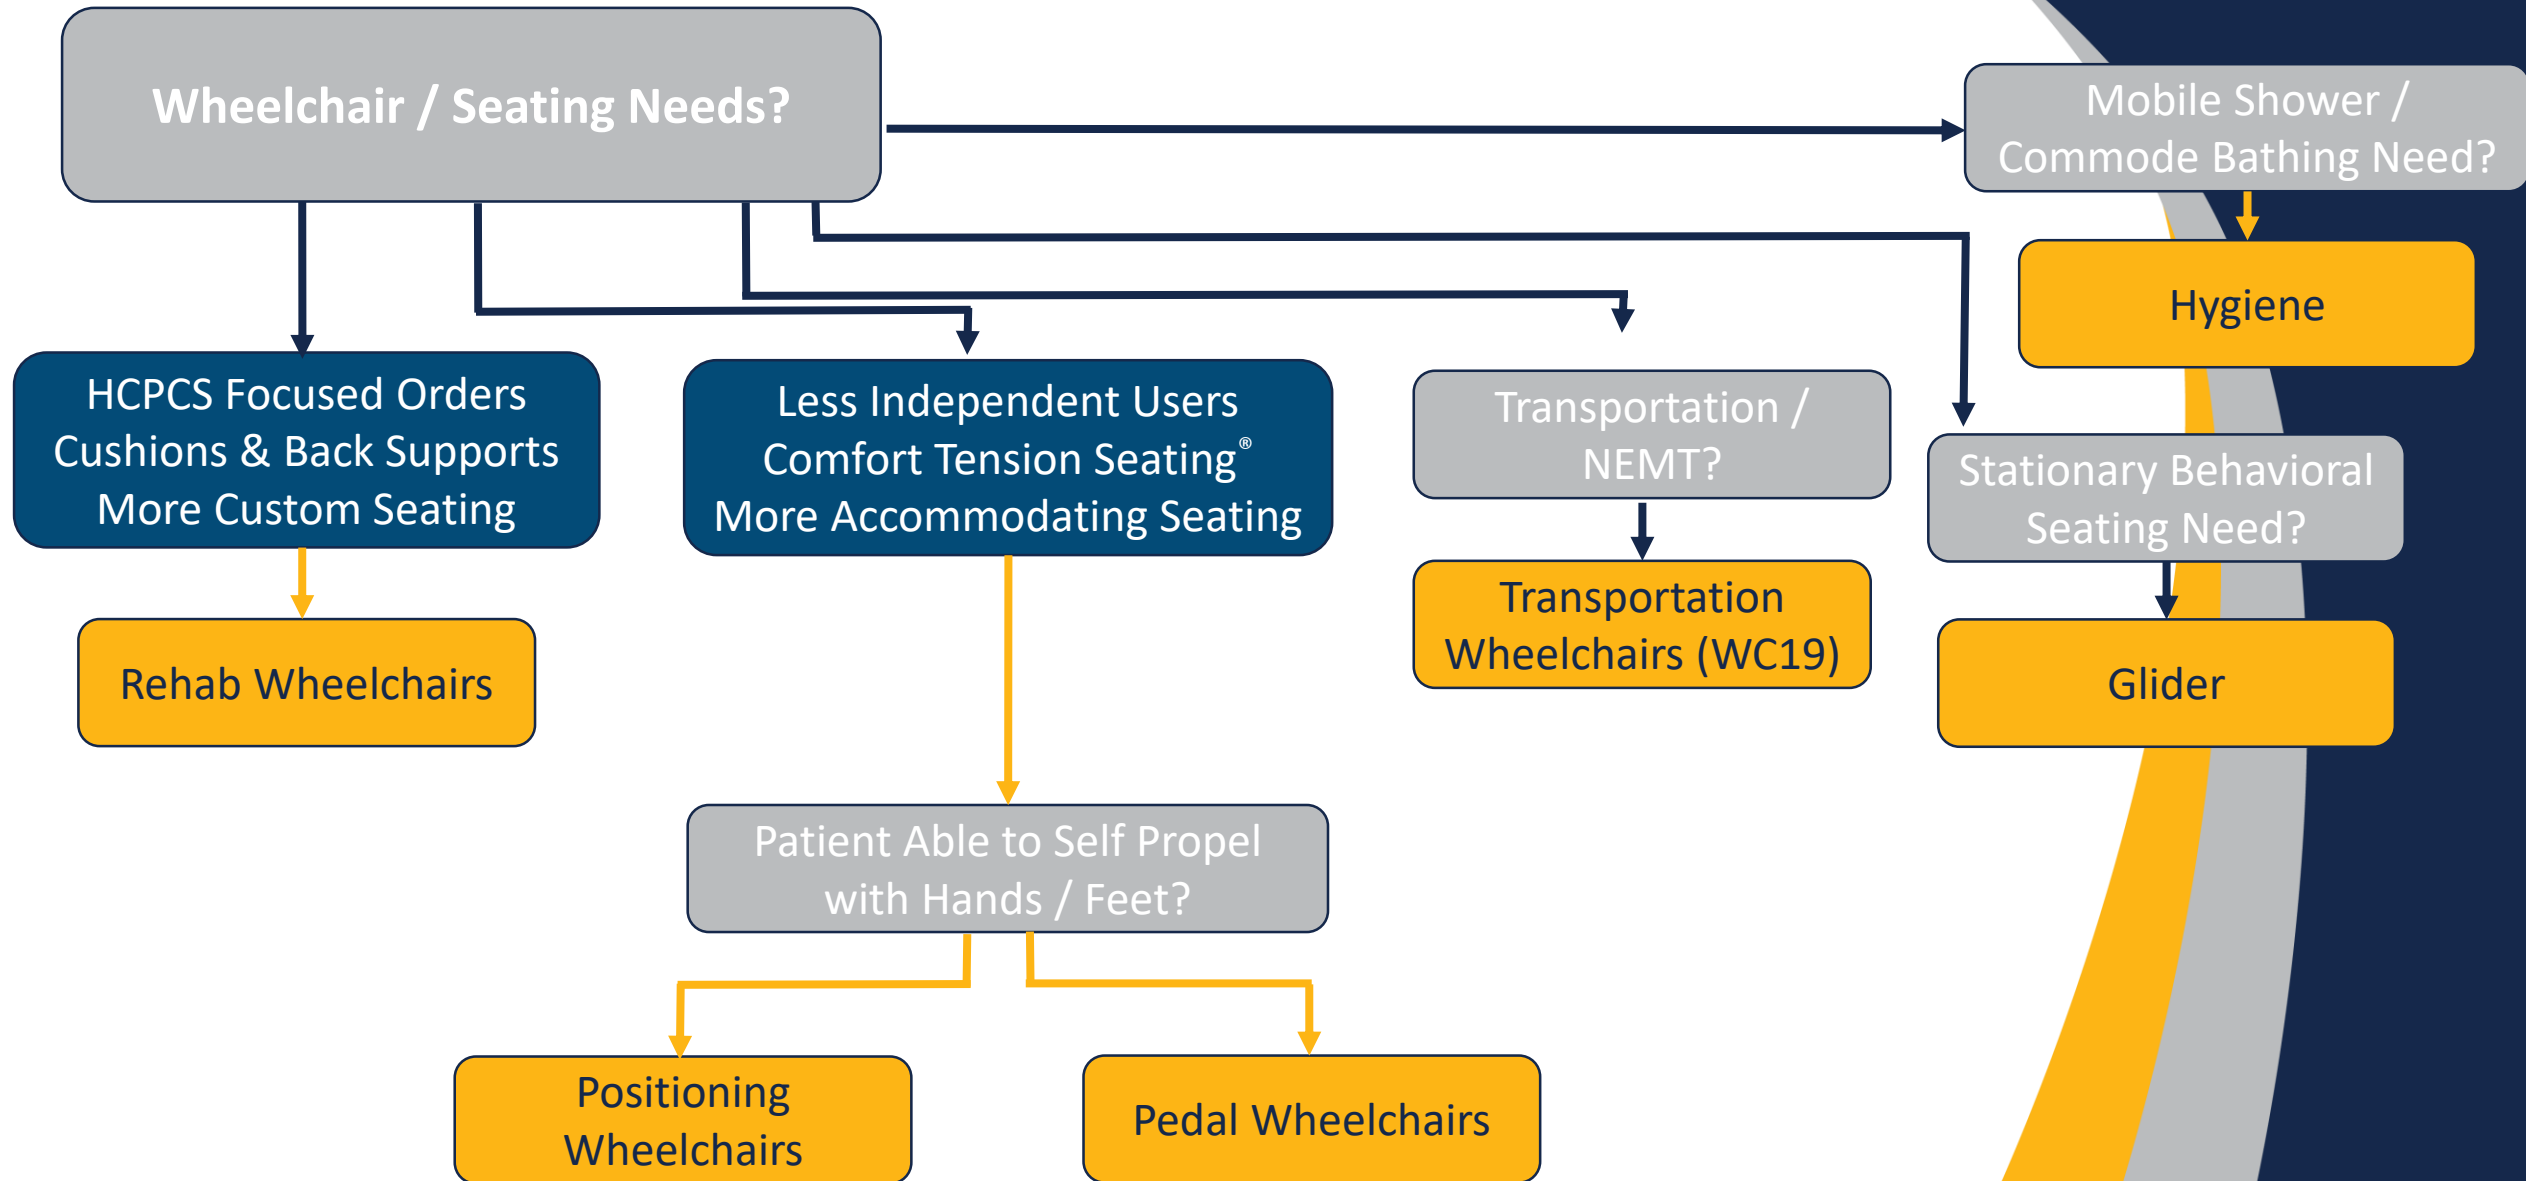 Wheelchair / Seating Needs?
Mobile Shower /
Commode Bathing Need?
Hygiene
HCPCS Focused Orders
Cushions & Back Supports
More Custom Seating
Less Independent Users
Comfort Tension Seating®
More Accommodating Seating
Transportation /
NEMT?
Stationary Behavioral
Seating Need?
Rehab Wheelchairs
Transportation
Wheelchairs (WC19)
Glider
Patient Able to Self Propel
with Hands / Feet?
Positioning
Wheelchairs
Pedal Wheelchairs